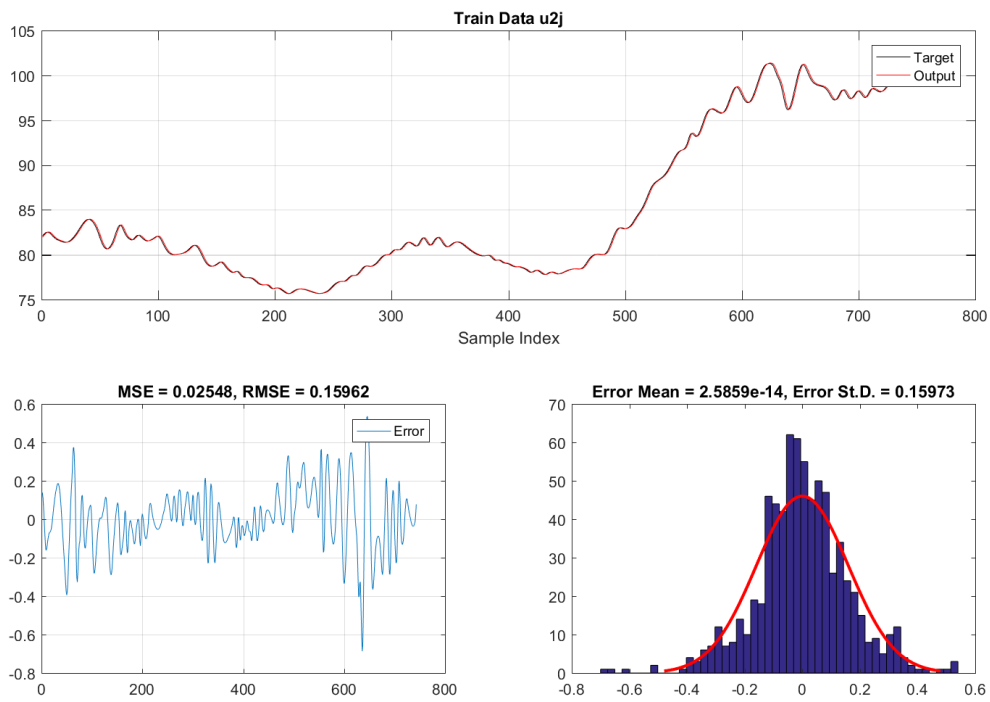 Train Data u2j
105
100
95
90
85
80
75
Target
Output
0 100 200 300 400 500 600 700 800
Sample Index
MSE = 0.02548, RMSE = 0.15962
0.6
0.4
0.2
0
-0.2
-0.4
-0.6
-0.8
Error
0 200 400 600 800
Error Mean = 2.5859e-14, Error St.D. = 0.15973
70
60
50
40
30
20
10
0
-0.8 -0.6 -0.4 -0.2 0 0.2 0.4 0.6